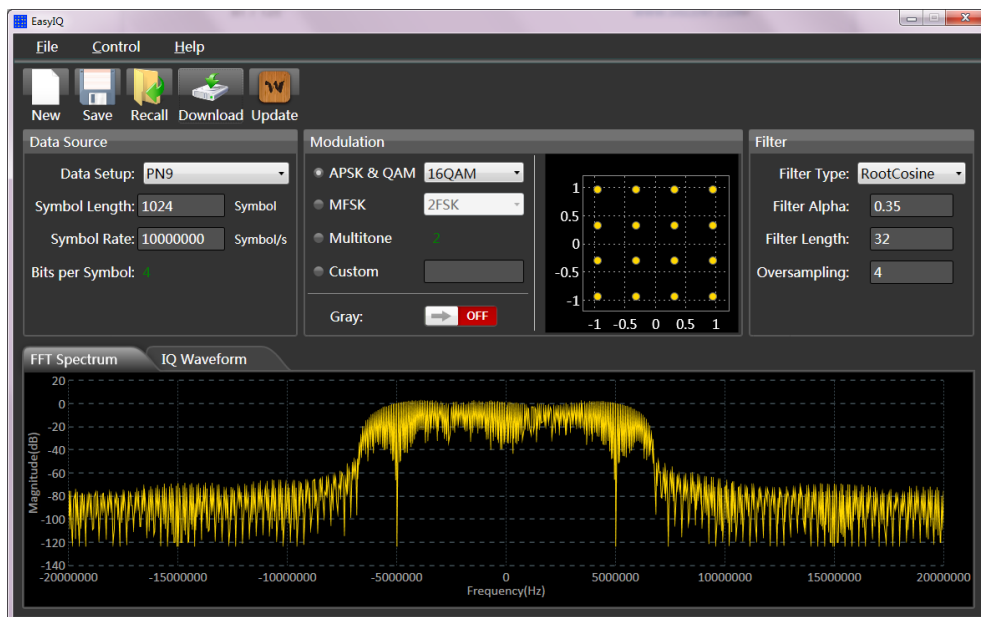 EasyIQ
File Control Help
New Save Recall Download Update
Data Source
Data Setup: PN9
Symbol Length: 1024 Symbol
Symbol Rate: 10000000 Symbol/s
Bits per Symbol: 4
Modulation
APSK & QAM 16QAM
MFSK 2FSK
Multitone 2
Custom
Gray: OFF
1
0.5
0
-0.5
-1
-1 -0.5 0 0.5 1
Filter
Filter Type: RootCosine
Filter Alpha: 0.35
Filter Length: 32
Oversampling: 4
FFT Spectrum IQ Waveform
Magnitude(dB)
20
0
-20
-40
-60
-80
-100
-120
-140
-20000000 -15000000 -10000000 -5000000 0 5000000 10000000 15000000 20000000
Frequency(Hz)